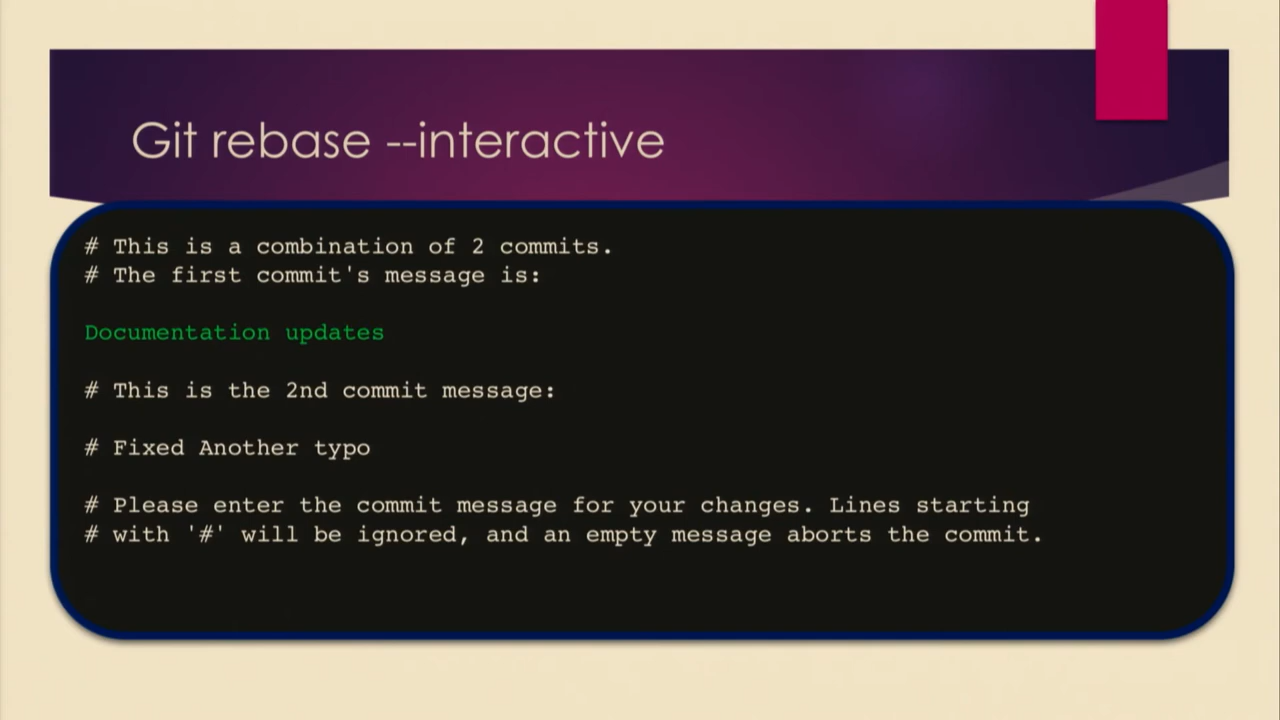 Git rebase --interactive
# This is a combination of 2 commits.
# The first commit's message is:
Documentation updates
# This is the 2nd commit message:
# Fixed Another typo
# Please enter the commit message for your changes. Lines starting
# with '#' will be ignored, and an empty message aborts the commit.